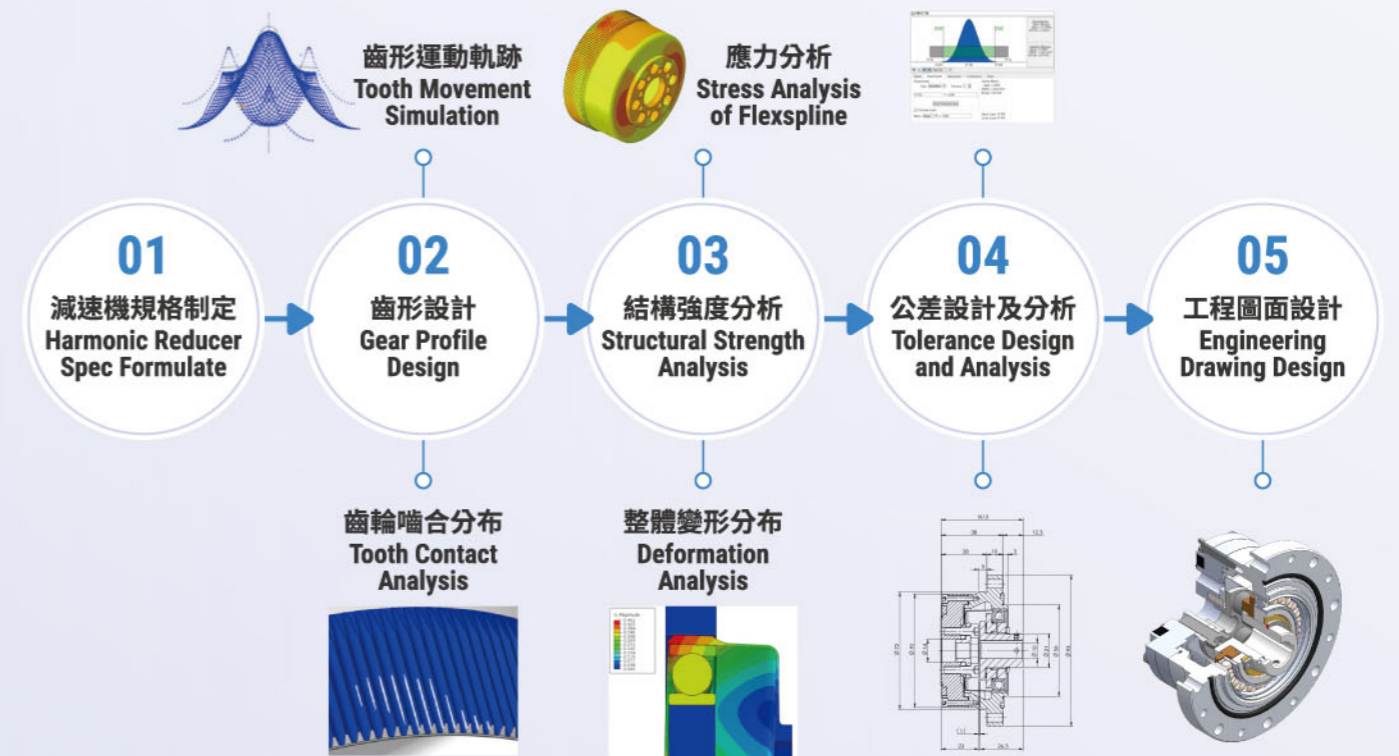 齒形運動軌跡
Tooth Movement
Simulation
應力分析
Stress Analysis
of Flexspline
01
減速機規格制定
Harmonic Reducer
Spec Formulate
02
齒形設計
Gear Profile
Design
03
結構強度分析
Structural Strength
Analysis
04
公差設計及分析
Tolerance Design
and Analysis
05
工程圖面設計
Engineering
Drawing Design
齒輪嚙合分布
Tooth Contact
Analysis
整體變形分布
Deformation
Analysis